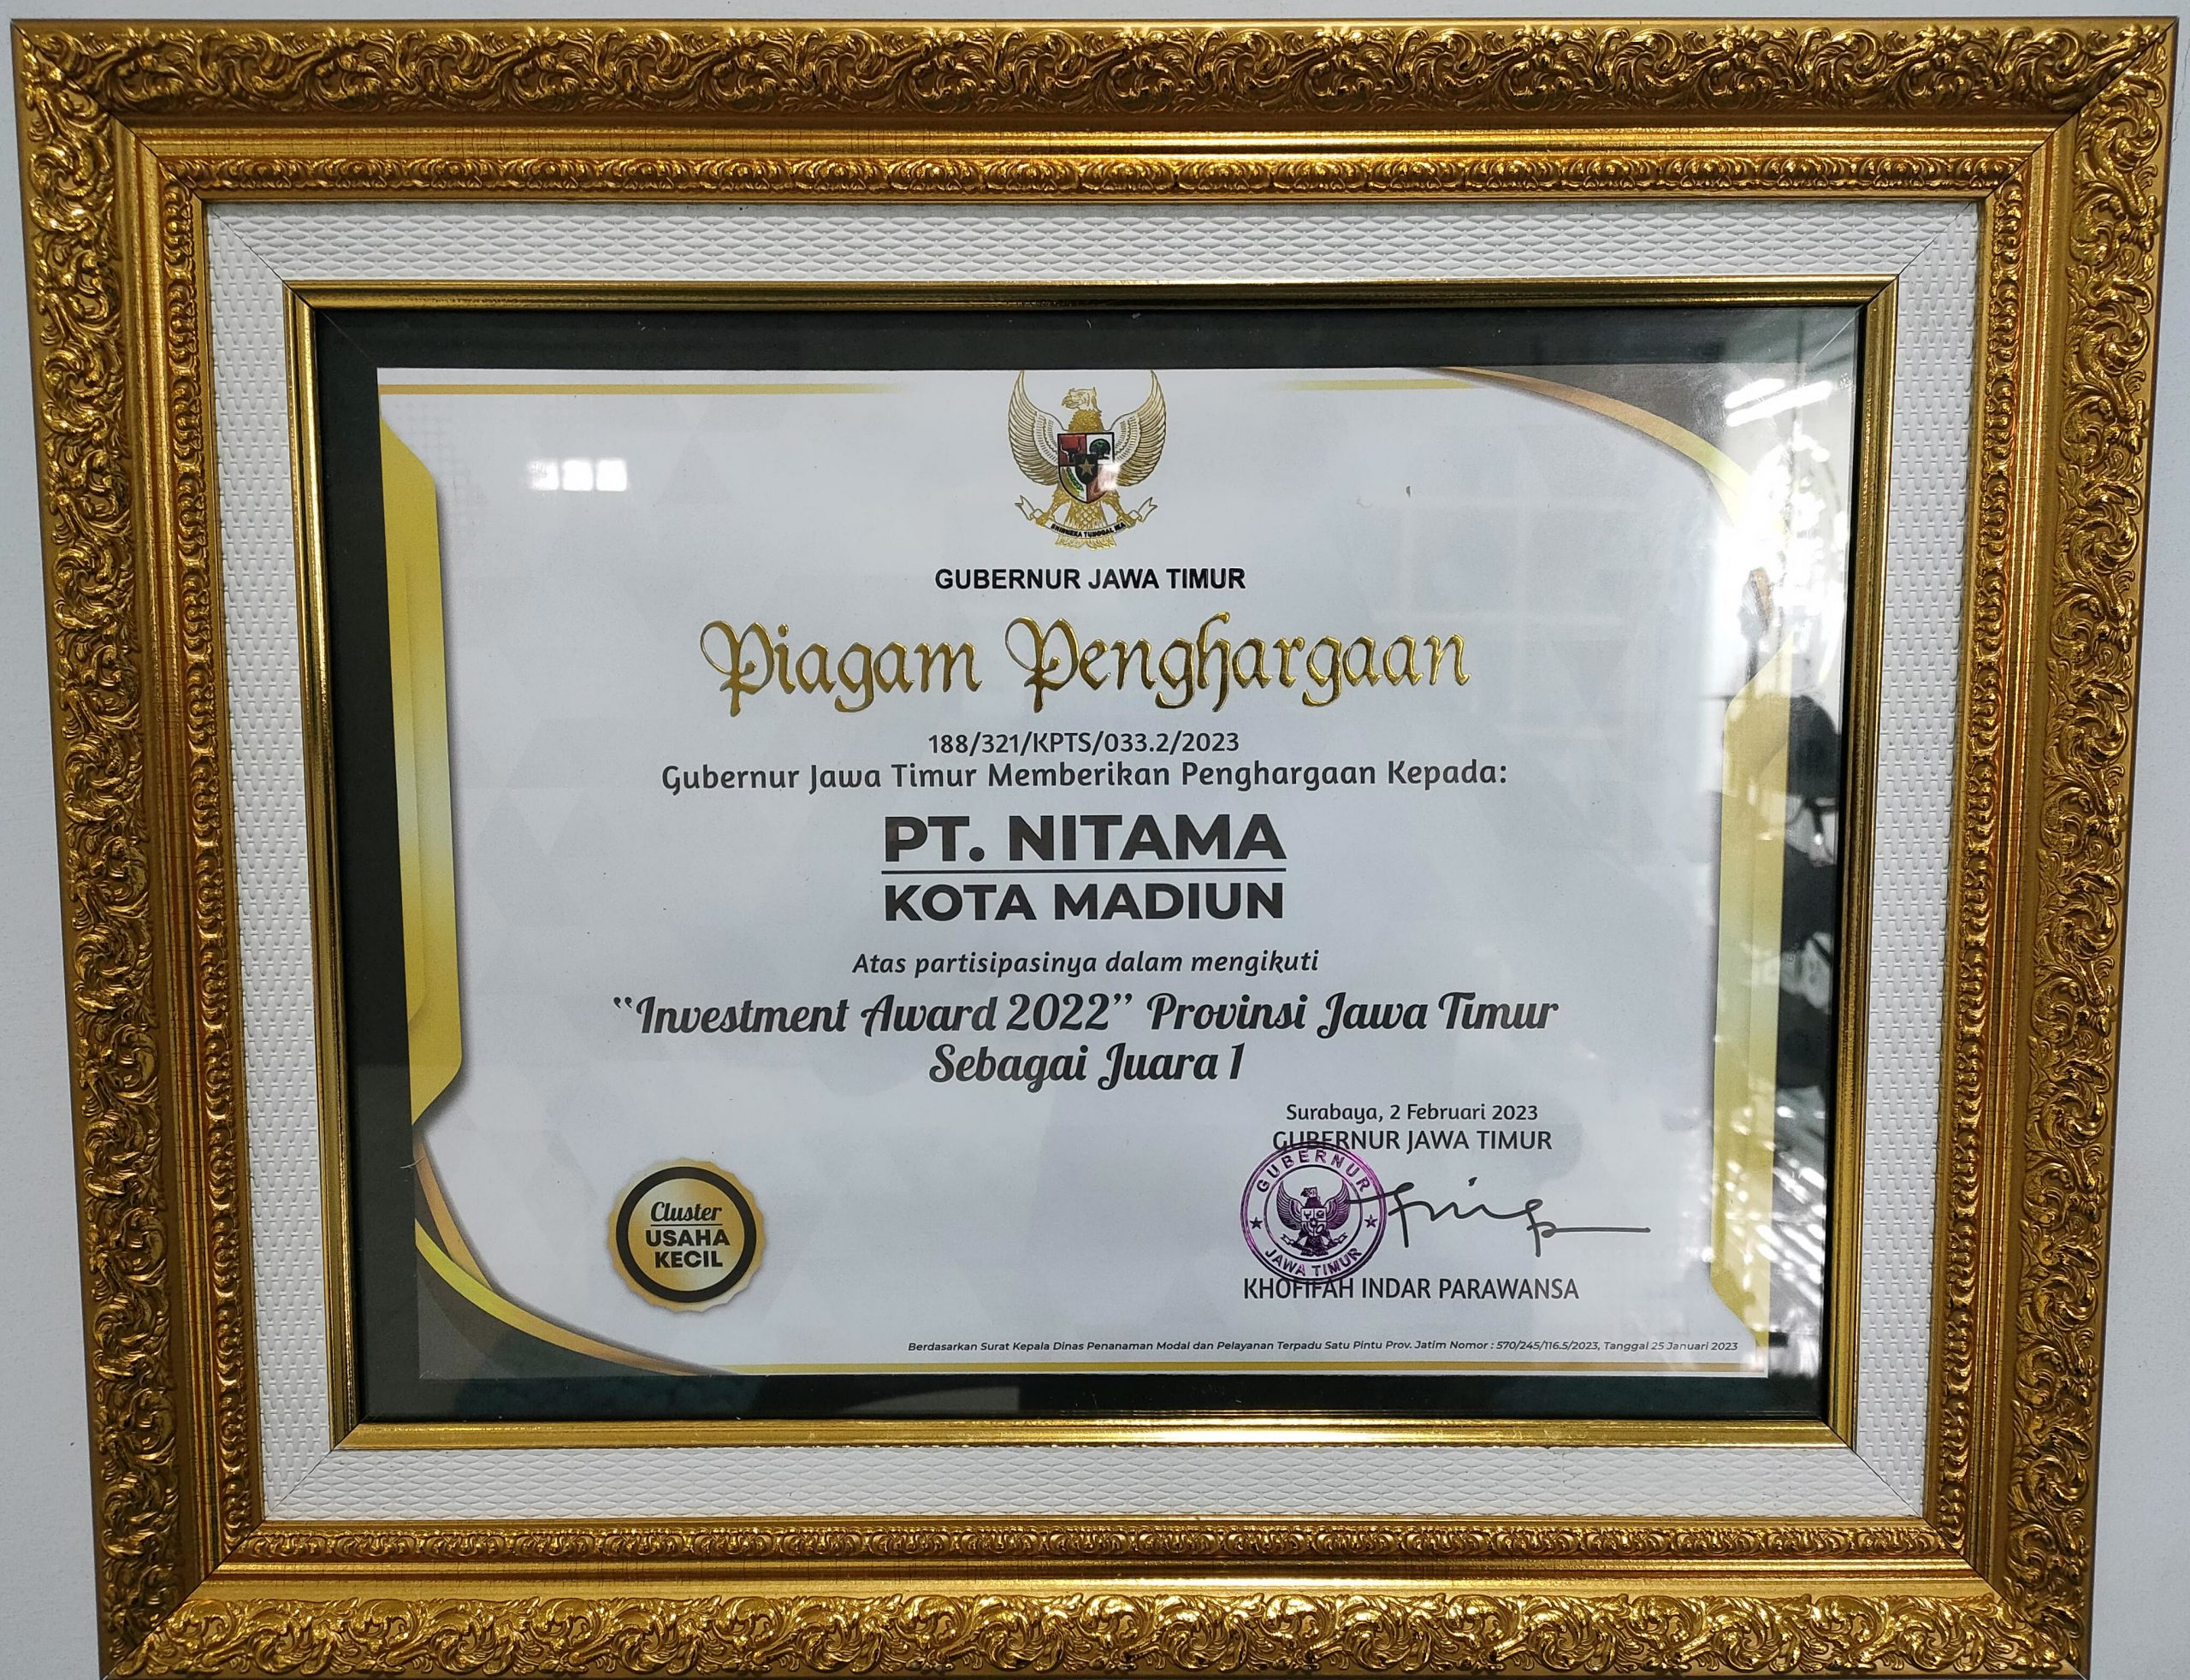 BHINNEKA TUNGGAL IKA
GUBERNUR JAWA TIMUR
Piagam Penghargaan
188/321/KPTS/033.2/2023
Gubernur Jawa Timur Memberikan Penghargaan Kepada:
PT. NITAMA
KOTA MADIUN
Atas partisipasinya dalam mengikuti
"Investment Award 2022" Provinsi Jawa Timur
Sebagai Juara 1
Surabaya, 2 Februari 2023
GUBERNUR JAWA TIMUR
GUBERNUR
JAWA TIMUR
KHOFIFAH INDAR PARAWANSA
Cluster
USAHA
KECIL
Berdasarkan Surat Kepala Dinas Penanaman Modal dan Pelayanan Terpadu Satu Pintu Prov. Jatim Nomor : 570/245/116.5/2023, Tanggal 25 Januari 2023